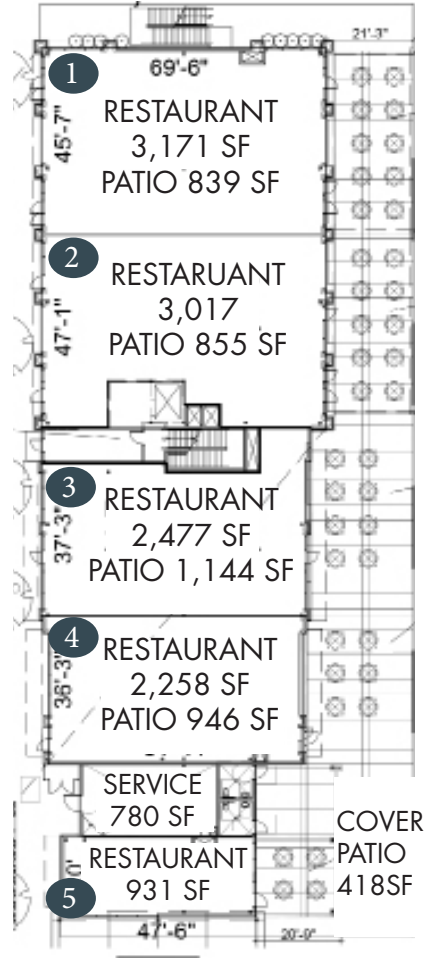 21'-3"
1
69'-6"
45'-7"
RESTAURANT
3,171 SF
PATIO 839 SF
2
RESTARUANT
3,017
PATIO 855 SF
47'-1"
3
RESTAURANT
2,477 SF
PATIO 1,144 SF
37'-3"
4
RESTAURANT
2,258 SF
PATIO 946 SF
36'-3"
SERVICE
780 SF
COVER
PATIO
418SF
RESTAURANT
931 SF
5
47'-6"
20'-0"